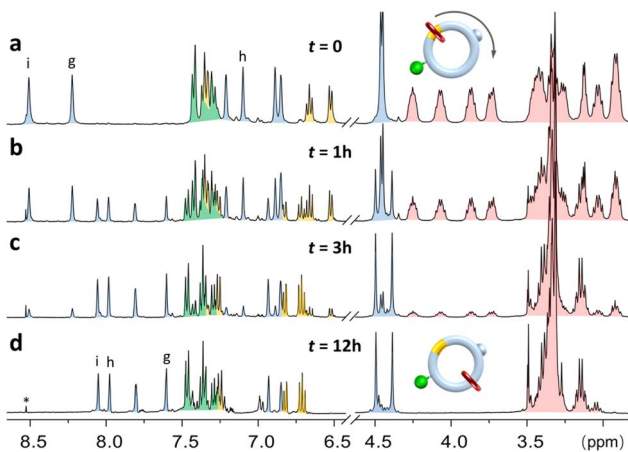 a
i
g
h
t = 0
b
t = 1h
c
t = 3h
d
i
h
g
t = 12h
*
8.5 8.0 7.5 7.0 6.5 4.5 4.0 3.5 (ppm)